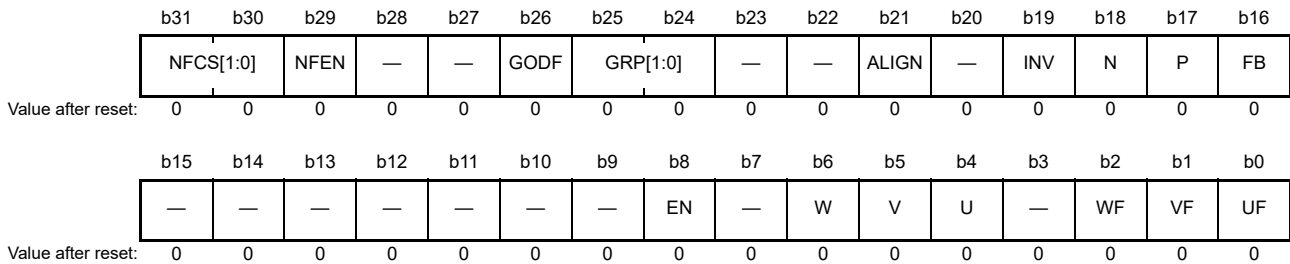 b31 b30 b29 b28 b27 b26 b25 b24 b23 b22 b21 b20 b19 b18 b17 b16
NFCS[1:0] NFEN — — GODF GRP[1:0] — — ALIGN — INV N P FB
Value after reset: 0 0 0 0 0 0 0 0 0 0 0 0 0 0 0 0
b15 b14 b13 b12 b11 b10 b9 b8 b7 b6 b5 b4 b3 b2 b1 b0
— — — — — — — EN — W V U — WF VF UF
Value after reset: 0 0 0 0 0 0 0 0 0 0 0 0 0 0 0 0